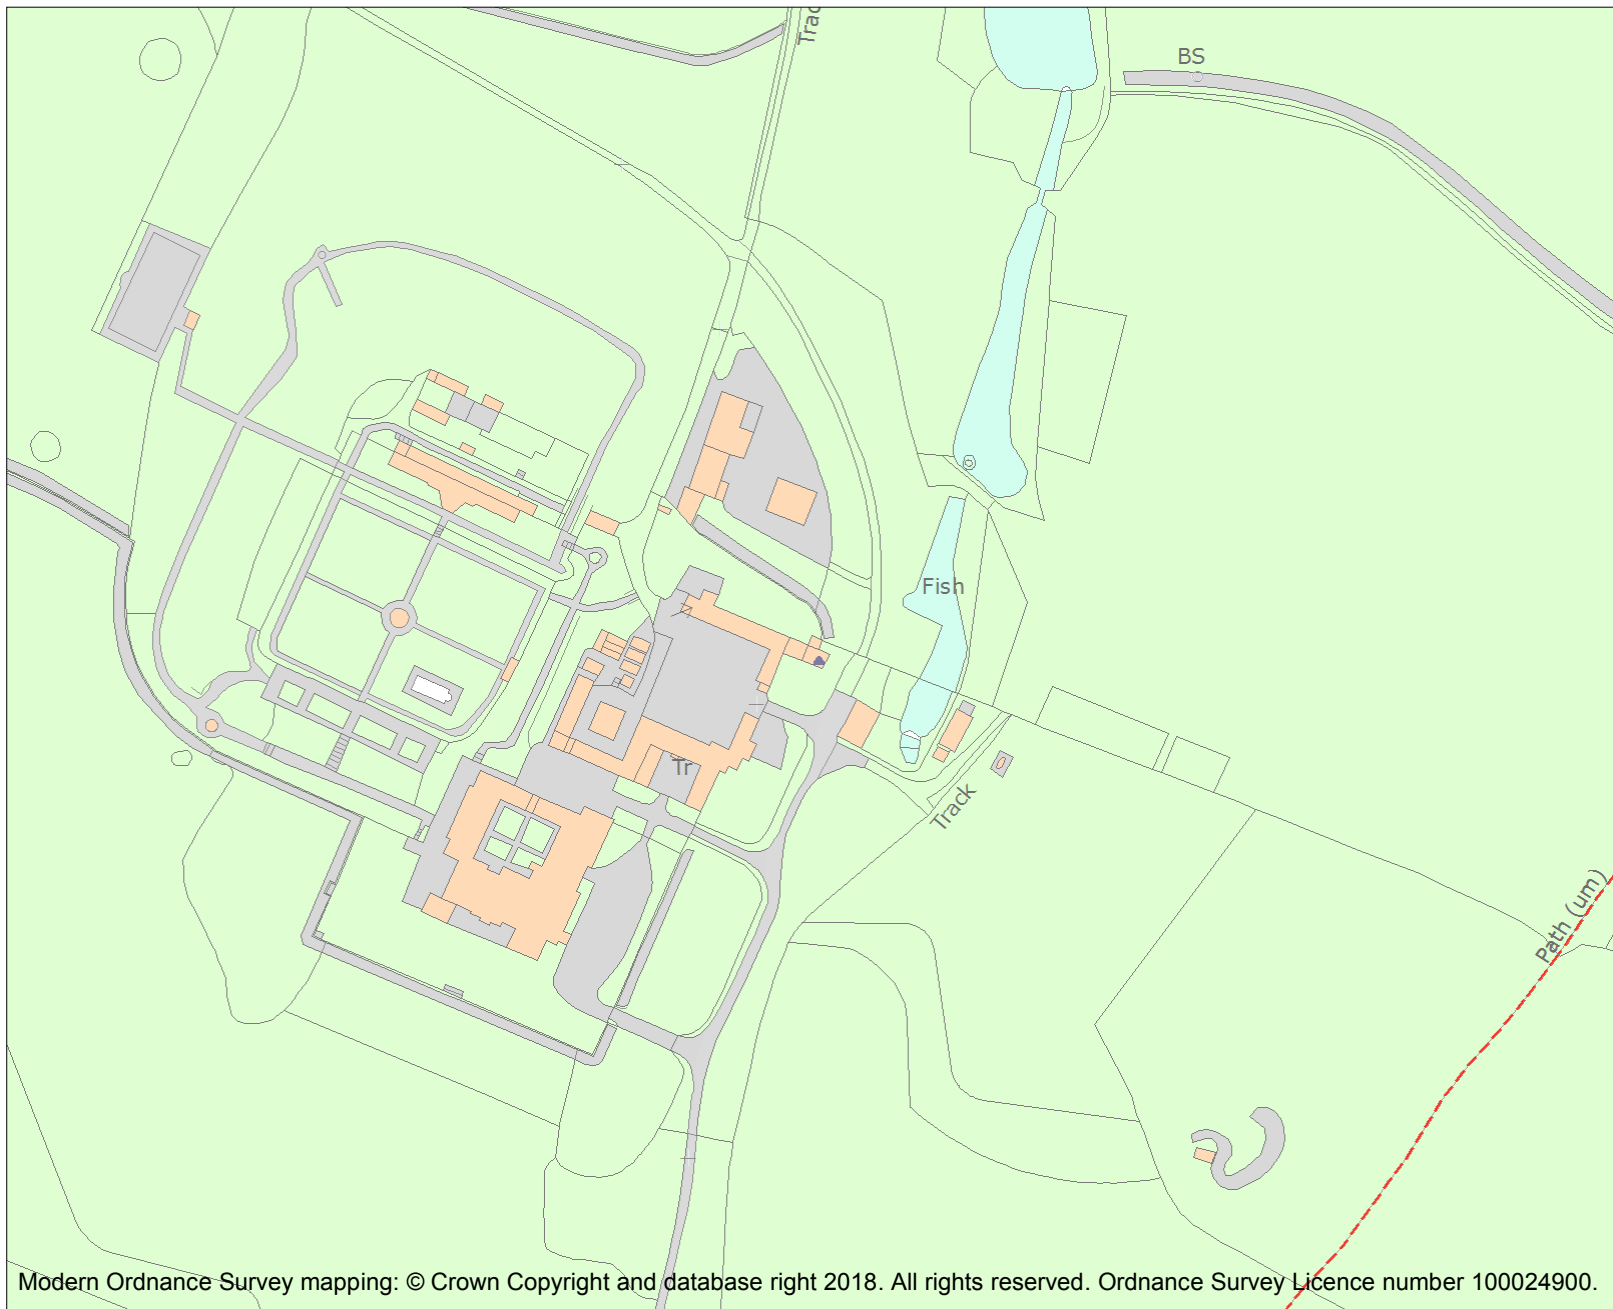 Trac
BS
Fish
Tr
Track
Path (um)
Modern Ordnance Survey mapping: © Crown Copyright and database right 2018. All rights reserved. Ordnance Survey Licence number 100024900.